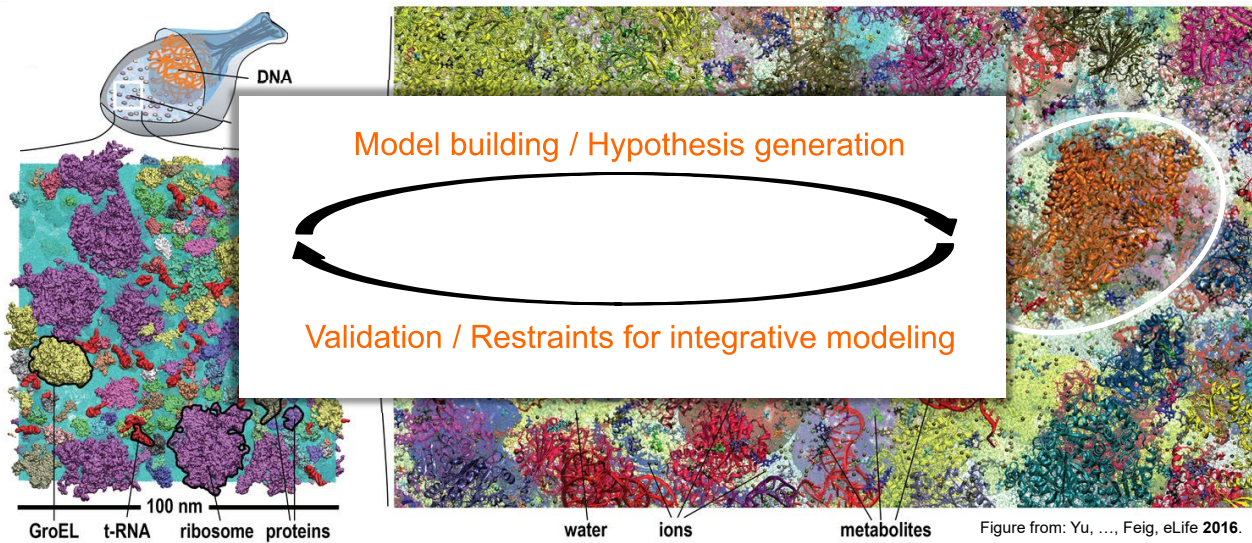 DNA
Model building / Hypothesis generation
Validation / Restraints for integrative modeling
100 nm
GroEL t-RNA ribosome proteins
water ions metabolites
Figure from: Yu, …, Feig, eLife 2016.